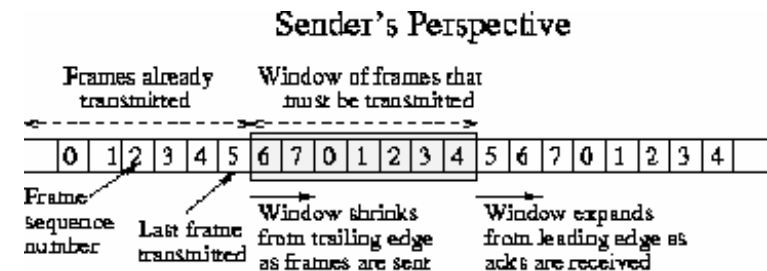 Sender's Perspective
Frames already
transmitted
Window of frames that
must be transmitted
0 1 2 3 4 5 6 7 0 1 2 3 4 5 6 7 0 1 2 3 4
Frame
sequence
number
Last frame
transmitted
Window shrinks
from trailing edge
as frames are sent
Window expands
from leading edge as
acks are received